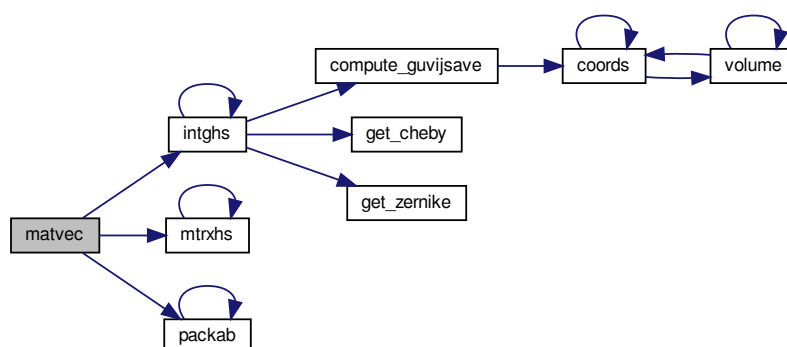 compute_guvijsave
coords
volume
intghs
get_cheby
get_zernike
matvec
mtrxhs
packab